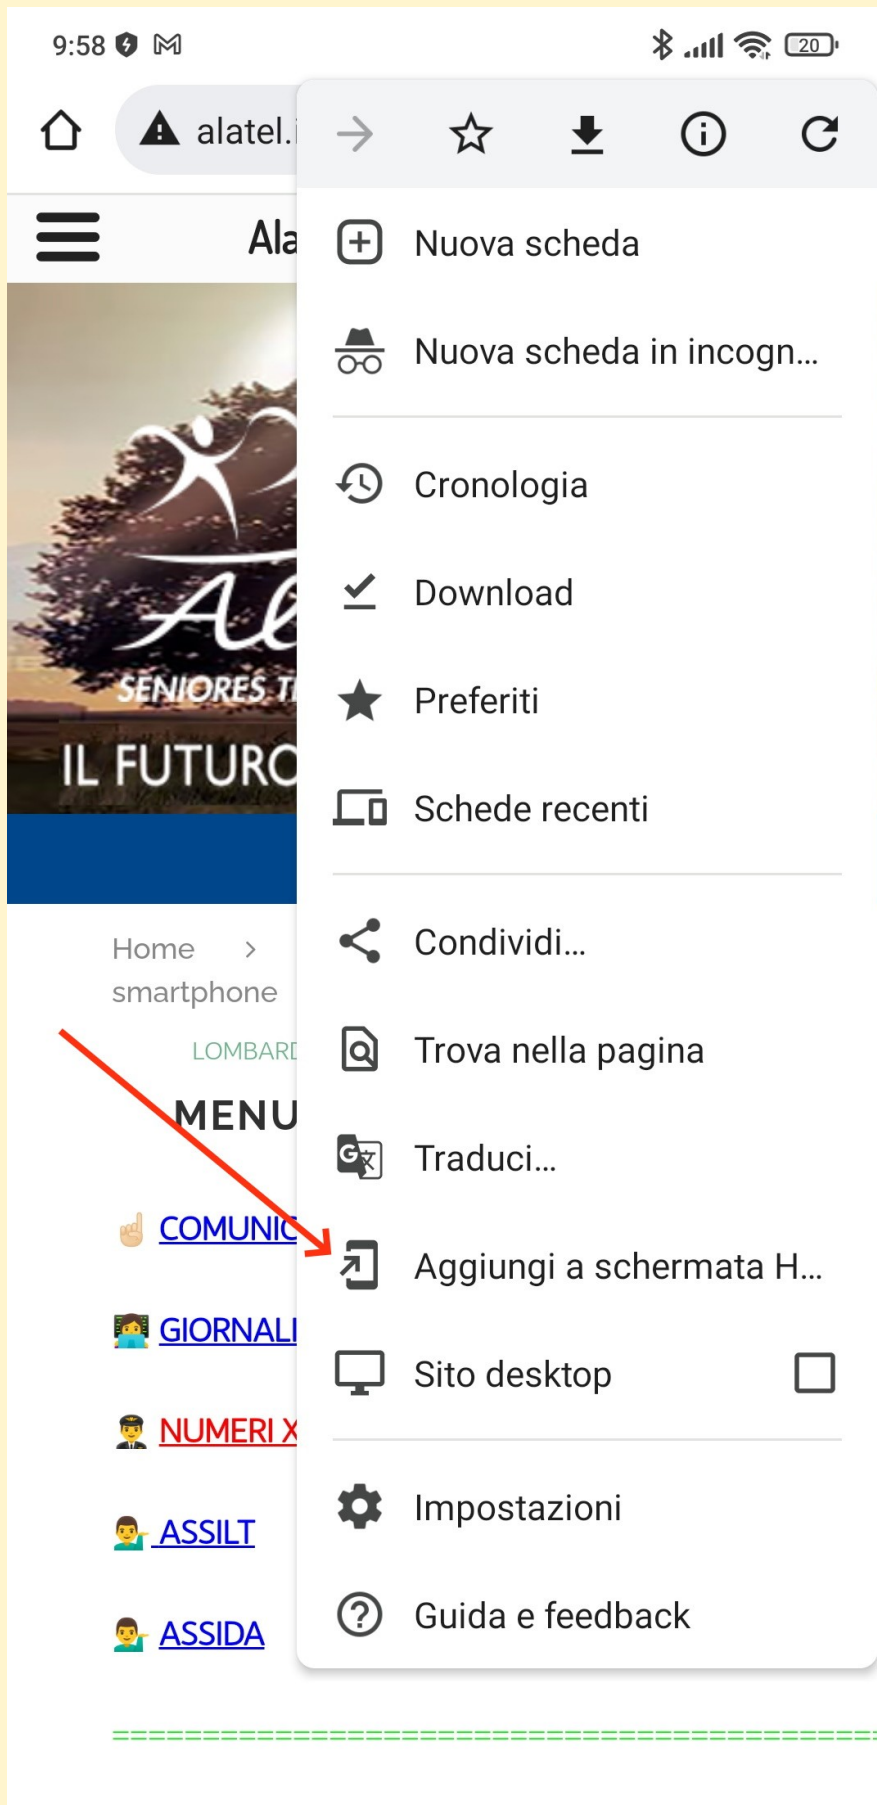 9:58
20
alatel.i
Ala
Nuova scheda
Nuova scheda in incogn...
Cronologia
Download
Preferiti
Schede recenti
SENIORES
IL FUTURO
Home >
smartphone
LOMBARD
MENU
Condividi...
Trova nella pagina
Traduci...
Aggiungi a schermata H...
Sito desktop
Impostazioni
Guida e feedback
COMUNIC
GIORNALI
NUMERI X
ASSILT
ASSIDA